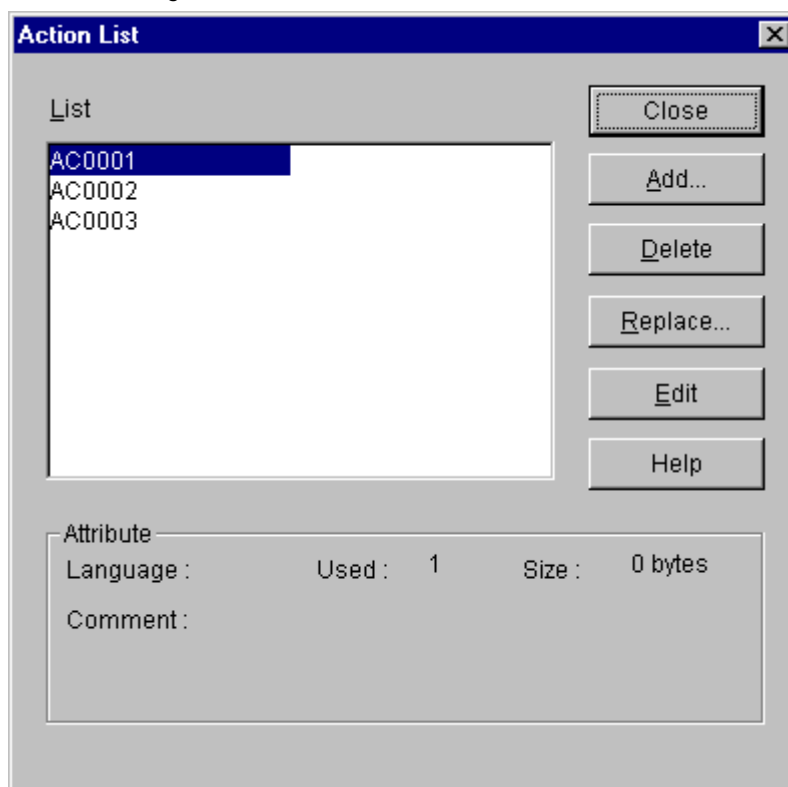 Action List
List
AC0001
AC0002
AC0003
Close
Add...
Delete
Replace...
Edit
Help
Attribute
Language : Used : 1 Size : 0 bytes
Comment :